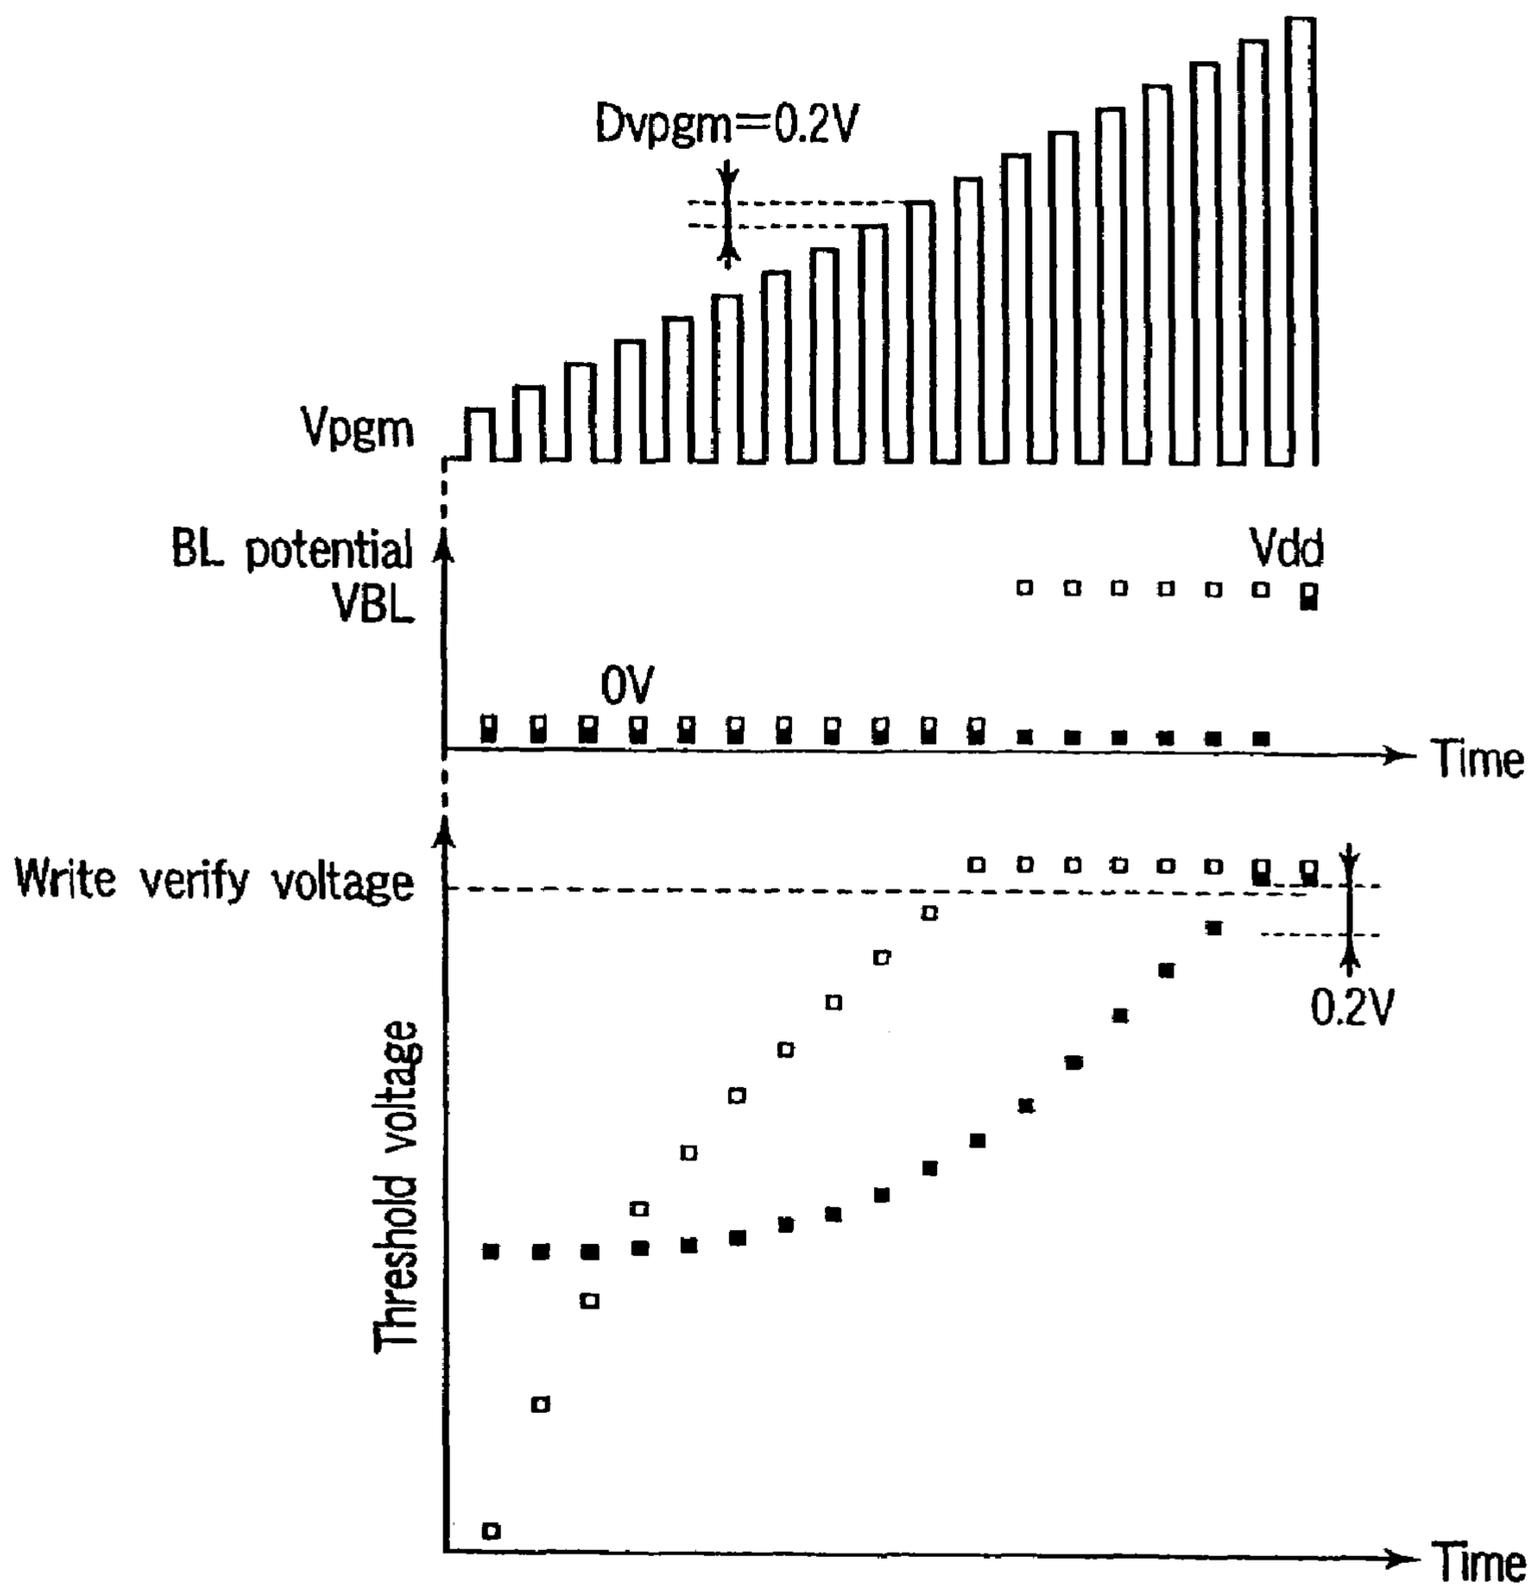 Dvpgm=0.2V
Vpgm
BL potential
VBL
Vdd
0V
Time
Write verify voltage
0.2V
Threshold voltage
Time